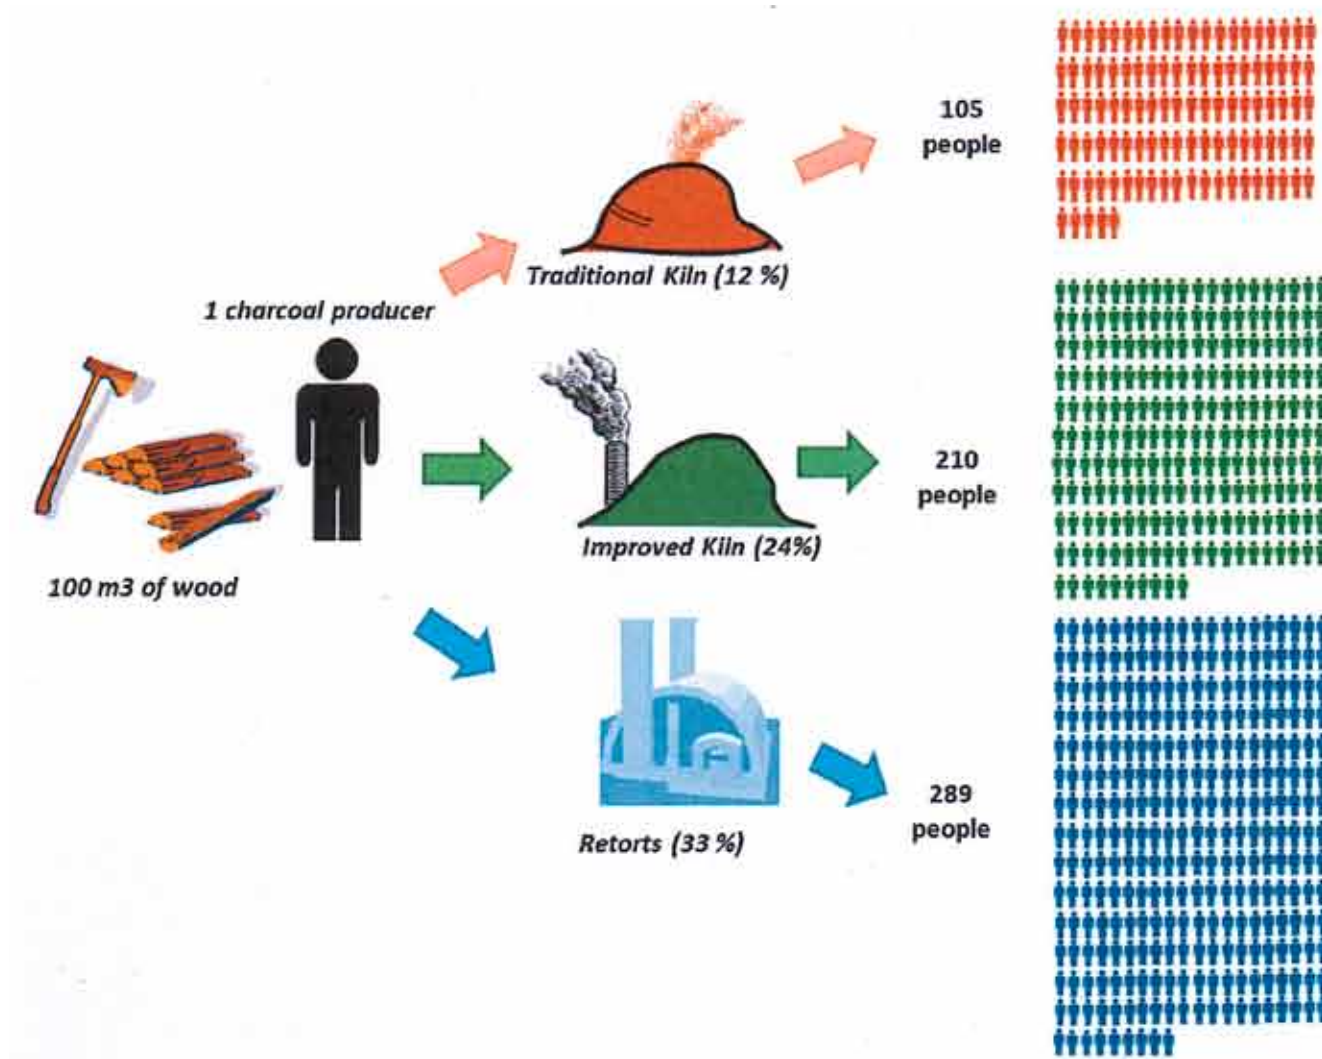 105
people
Traditional Kiln (12 %)
1 charcoal producer
210
people
Improved Kiln (24%)
100 m3 of wood
289
people
Retorts (33 %)